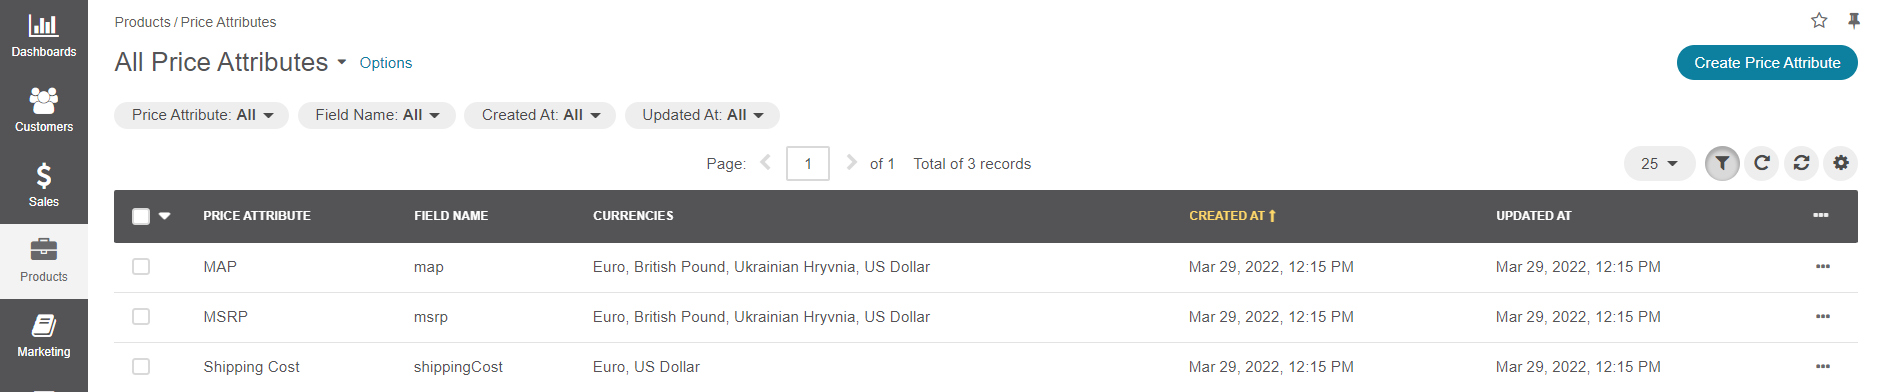 Dashboards
Customers
Sales
Products
Marketing
Products / Price Attributes
All Price Attributes Options
Create Price Attribute
Price Attribute: All Field Name: All Created At: All Updated At: All
Page: 1 of 1 Total of 3 records 25
PRICE ATTRIBUTE FIELD NAME CURRENCIES CREATED AT UPDATED AT
MAP map Euro, British Pound, Ukrainian Hryvnia, US Dollar Mar 29, 2022, 12:15 PM Mar 29, 2022, 12:15 PM
MSRP msrp Euro, British Pound, Ukrainian Hryvnia, US Dollar Mar 29, 2022, 12:15 PM Mar 29, 2022, 12:15 PM
Shipping Cost shippingCost Euro, US Dollar Mar 29, 2022, 12:15 PM Mar 29, 2022, 12:15 PM